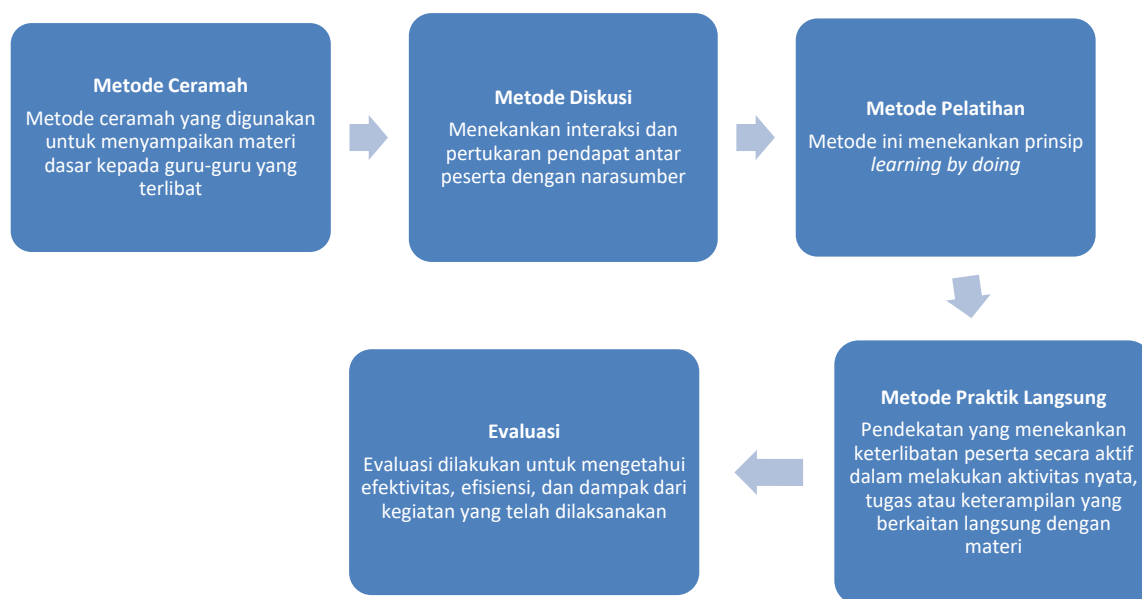 Metode Ceramah
Metode ceramah yang digunakan
untuk menyampaikan materi
dasar kepada guru-guru yang
terlibat
Metode Diskusi
Menekankan interaksi dan
pertukaran pendapat antar
peserta dengan narasumber
Metode Pelatihan
Metode ini menekankan prinsip
learning by doing
Metode Praktik Langsung
Pendekatan yang menekankan
keterlibatan peserta secara aktif
dalam melakukan aktivitas nyata,
tugas atau keterampilan yang
berkaitan langsung dengan
materi
Evaluasi
Evaluasi dilakukan untuk mengetahui
efektivitas, efisiensi, dan dampak dari
kegiatan yang telah dilaksanakan